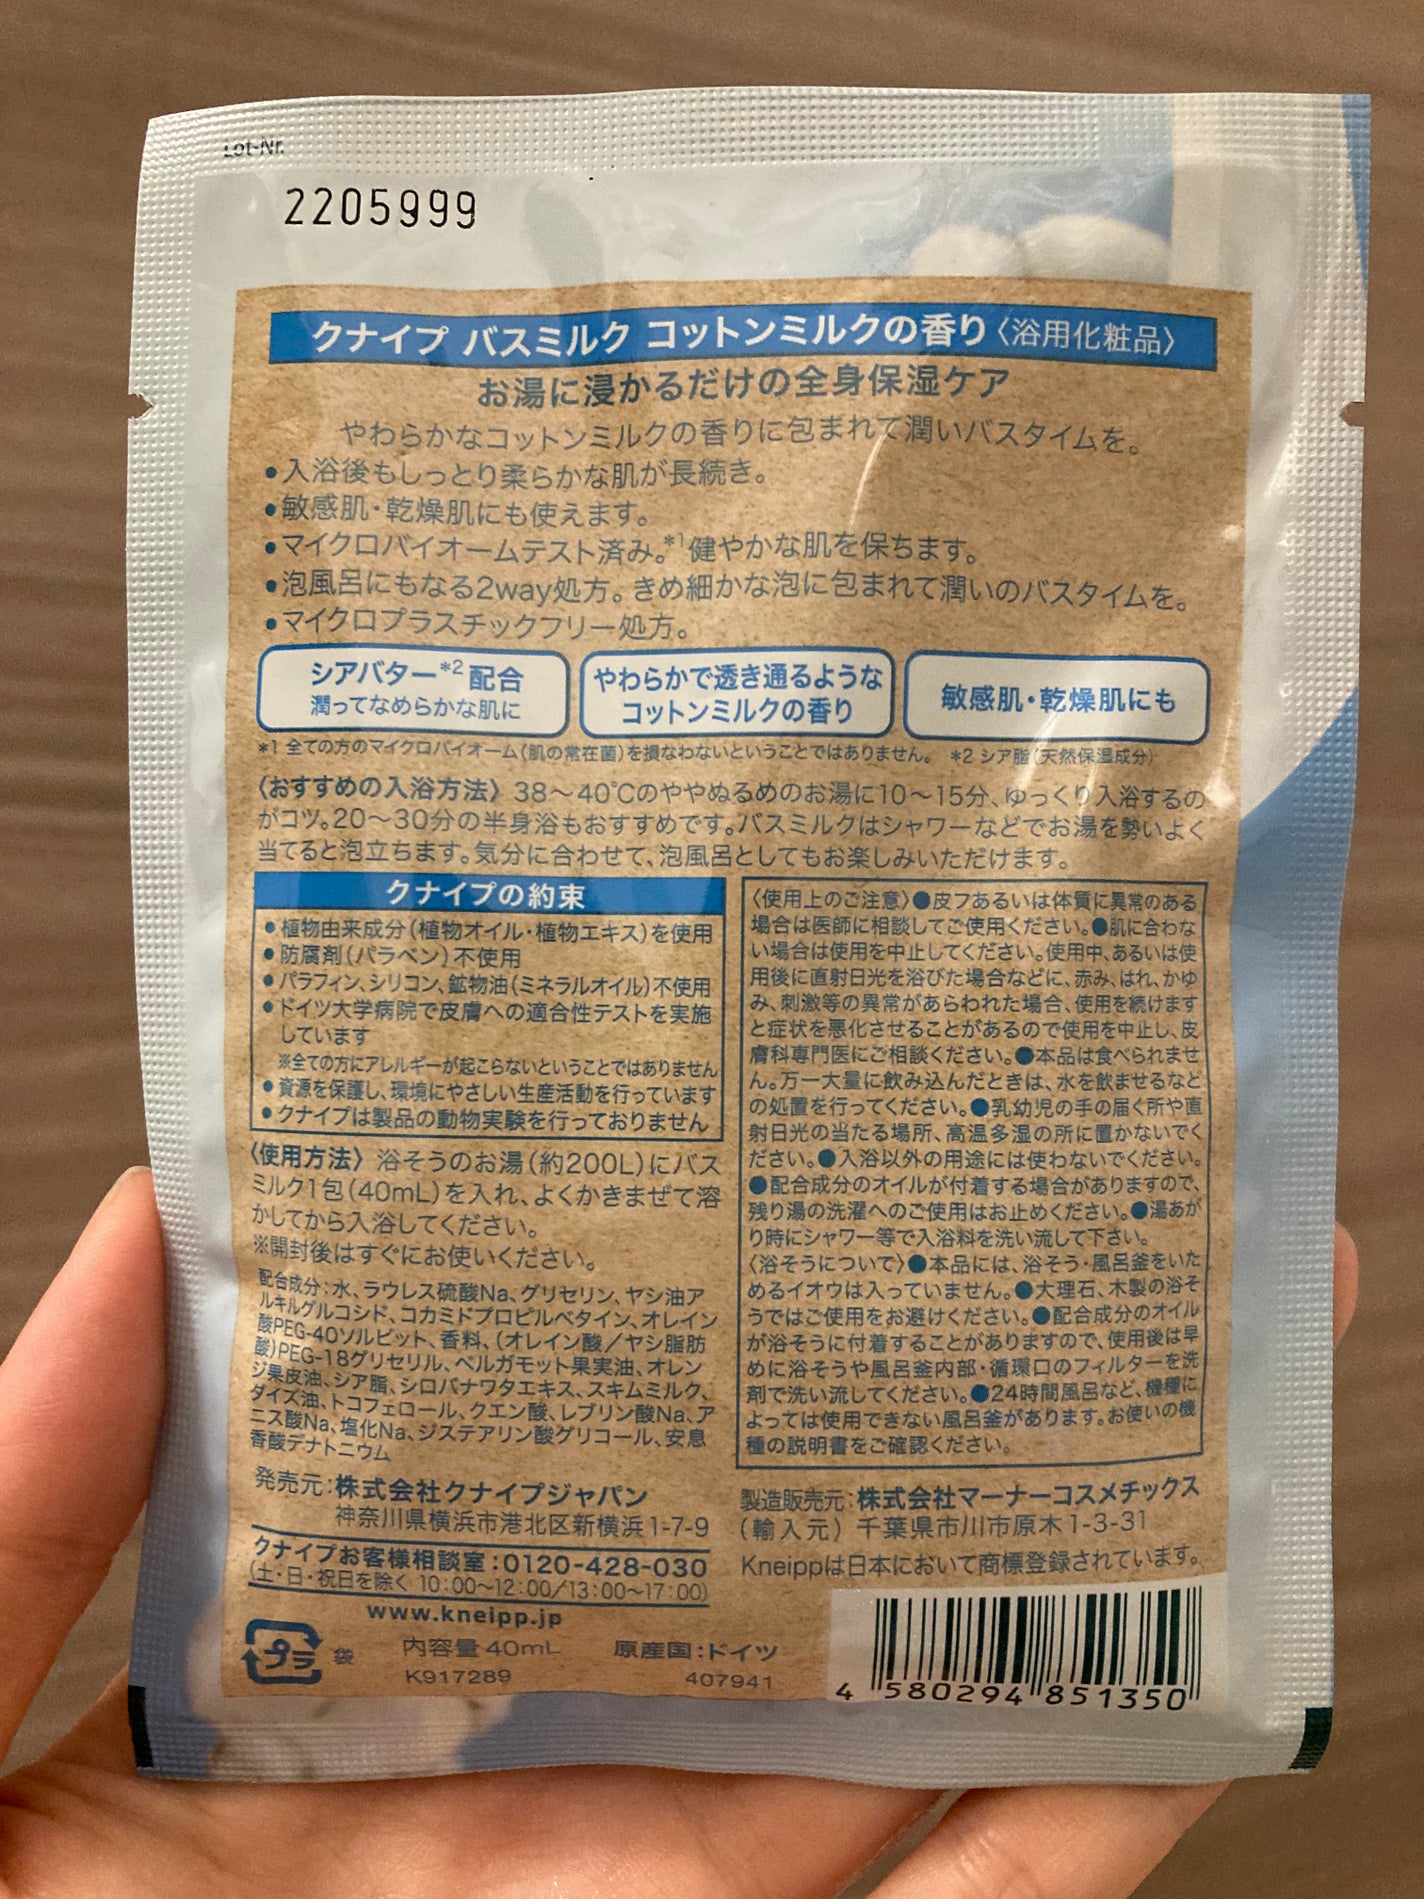 Lot-Nr.
2205999
クナイプ バスミルク コットンミルクの香り〈浴用化粧品〉
お湯に浸かるだけの全身保湿ケア
やわらかなコットンミルクの香りに包まれて潤いバスタイムを。
●入浴後もしっとり柔らかな肌が長続き。
●敏感肌・乾燥肌にも使えます。
●マイクロバイオームテスト済み。*1健やかな肌を保ちます。
●泡風呂にもなる2way処方。きめ細かな泡に包まれて潤いのバスタイムを。
●マイクロプラスチックフリー処方。
シアバター*2配合
潤ってなめらかな肌に
やわらかで透き通るような
コットンミルクの香り
敏感肌・乾燥肌にも
*1 全ての方のマイクロバイオーム(肌の常在菌)を損なわないということではありません。 *2 シア脂(天然保湿成分)
〈おすすめの入浴方法〉38～40℃のややぬるめのお湯に10～15分、ゆっくり入浴するの
がコツ。20～30分の半身浴もおすすめです。バスミルクはシャワーなどでお湯を勢いよく
当てると泡立ちます。気分に合わせて、泡風呂としてもお楽しみいただけます。
クナイプの約束
●植物由来成分(植物オイル・植物エキス)を使用
●防腐剤(パラベン)不使用
●パラフィン、シリコン、鉱物油(ミネラルオイル)不使用
●ドイツ大学病院で皮膚への適合性テストを実施
しています
※全ての方にアレルギーが起こらないということではありません
●資源を保護し、環境にやさしい生産活動を行っています
●クナイプは製品の動物実験を行っておりません
〈使用方法〉浴そうのお湯(約200L)にバス
ミルク1包(40mL)を入れ、よくかきまぜて溶
かしてから入浴してください。
※開封後はすぐにお使いください。
配合成分:水、ラウレス硫酸Na、グリセリン、ヤシ油ア
ルキルグルコシド、コカミドプロピルベタイン、オレイン
酸PEG-40ソルビット、香料、(オレイン酸／ヤシ脂肪
酸)PEG-18グリセリル、ベルガモット果実油、オレン
ジ果皮油、シア脂、シロバナワタエキス、スキムミルク、
ダイズ油、トコフェロール、クエン酸、レブリン酸Na、ア
ニス酸Na、塩化Na、ジステアリン酸グリコール、安息
香酸デナトニウム
発売元:株式会社クナイプジャパン
神奈川県横浜市港北区新横浜1-7-9
クナイプお客様相談室:0120-428-030
(土・日・祝日を除く 10:00～12:00/13:00～17:00)
www.kneipp.jp
プラ 袋 内容量 40mL 原産国:ドイツ
K917289 407941
〈使用上のご注意〉●皮フあるいは体質に異常のある
場合は医師に相談してご使用ください。●肌に合わな
い場合は使用を中止してください。使用中、あるいは使
用後に直射日光を浴びた場合などに、赤み、はれ、かゆ
み、刺激等の異常があらわれた場合、使用を続けます
と症状を悪化させることがあるので使用を中止し、皮
膚科専門医にご相談ください。●本品は食べられませ
ん。万一大量に飲み込んだときは、水を飲ませるなど
の処置を行ってください。●乳幼児の手の届く所や直
射日光の当たる場所、高温多湿の所に置かないでく
ださい。●入浴以外の用途には使わないでください。
●配合成分のオイルが付着する場合がありますので、
残り湯の洗濯へのご使用はお止めください。●湯あが
り時にシャワー等で入浴料を洗い流して下さい。
〈浴そうについて〉●本品には、浴そう・風呂釜をいた
めるイオウは入っていません。●大理石、木製の浴そ
うではご使用をお避けください。●配合成分のオイル
が浴そうに付着することがありますので、使用後は早
めに浴そうや風呂釜内部・循環口のフィルターを洗
剤で洗い流してください。●24時間風呂など、機種に
よっては使用できない風呂釜があります。お使いの機
種の説明書をご確認ください。
製造販売元:株式会社マーナーコスメチックス
(輸入元) 千葉県市川市原木1-3-31
Kneippは日本において商標登録されています。
4 580294 851350